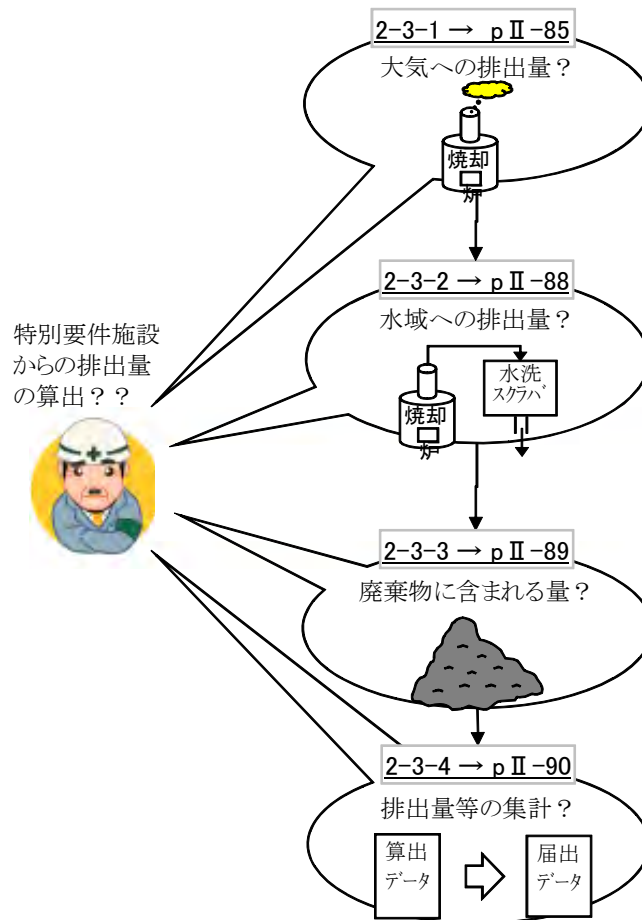 2-3-1 → pⅡ-85
大気への排出量?
焼却
炉
2-3-2 → pⅡ-88
水域への排出量?
特別要件施設
からの排出量
の算出??
水洗
スクラバ
焼却
炉
2-3-3 → pⅡ-89
廃棄物に含まれる量?
2-3-4 → pⅡ-90
排出量等の集計?
算出
データ
届出
データ